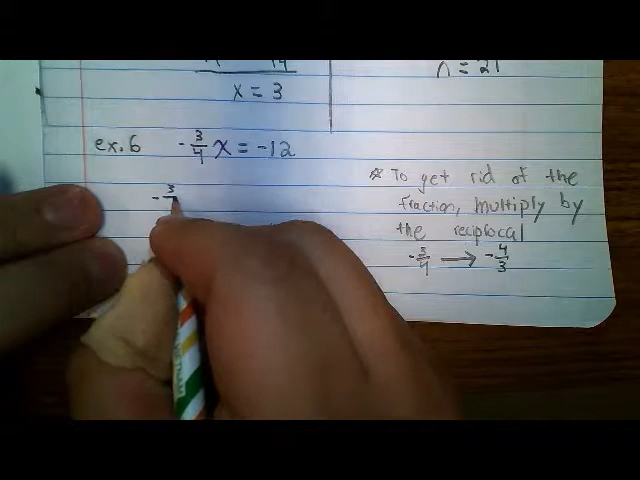 x = 3
n = 21
ex.6 -3/4 x = -12
* To get rid of the
fraction, multiply by
the reciplocal
-3/4 → -4/3
-3/